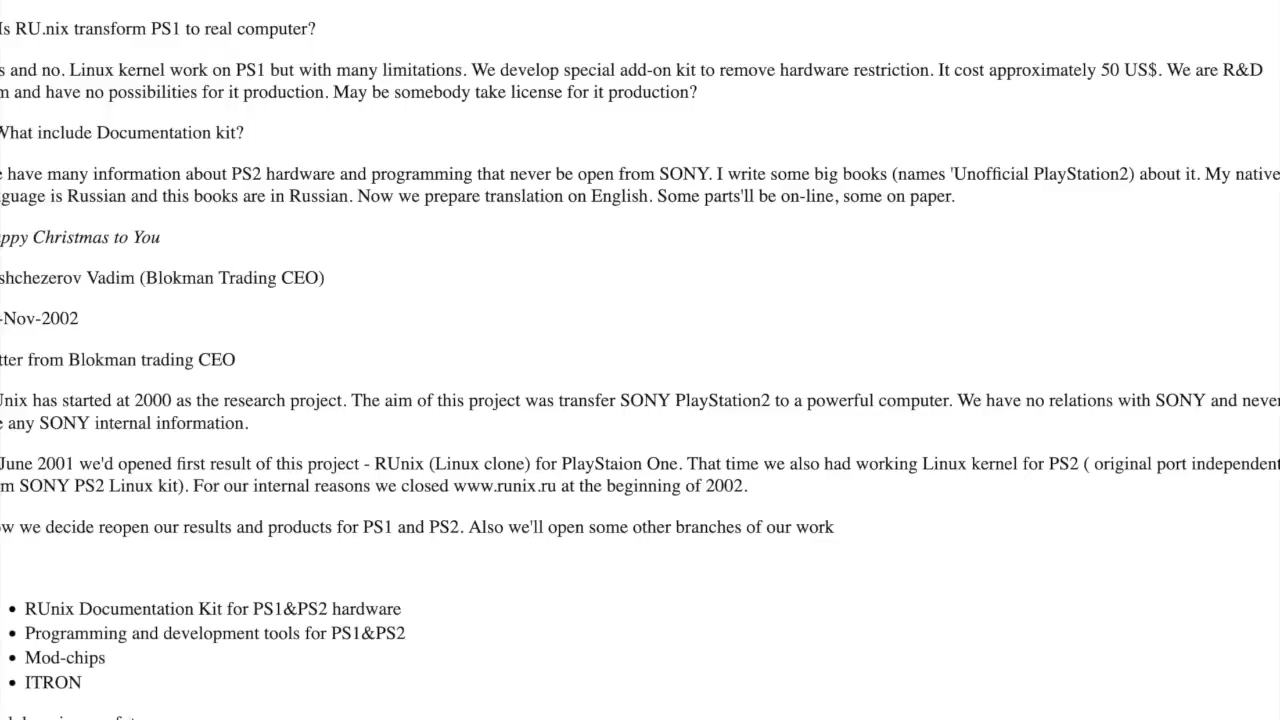 Is RU.nix transform PS1 to real computer?
s and no. Linux kernel work on PS1 but with many limitations. We develop special add-on kit to remove hardware restriction. It cost approximately 50 US$. We are R&D
m and have no possibilities for it production. May be somebody take license for it production?
What include Documentation kit?
e have many information about PS2 hardware and programming that never be open from SONY. I write some big books (names 'Unofficial PlayStation2) about it. My native
guage is Russian and this books are in Russian. Now we prepare translation on English. Some parts'll be on-line, some on paper.
ppy Christmas to You
shchezerov Vadim (Blokman Trading CEO)
-Nov-2002
tter from Blokman trading CEO
Unix has started at 2000 as the research project. The aim of this project was transfer SONY PlayStation2 to a powerful computer. We have no relations with SONY and never
e any SONY internal information.
June 2001 we'd opened first result of this project - RUnix (Linux clone) for PlayStaion One. That time we also had working Linux kernel for PS2 ( original port independent
m SONY PS2 Linux kit). For our internal reasons we closed www.runix.ru at the beginning of 2002.
ow we decide reopen our results and products for PS1 and PS2. Also we'll open some other branches of our work
• RUnix Documentation Kit for PS1&PS2 hardware
• Programming and development tools for PS1&PS2
• Mod-chips
• ITRON